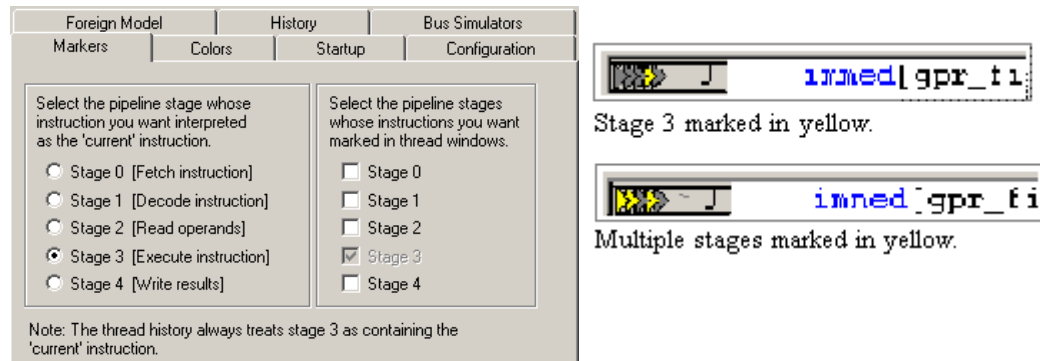 Foreign Model
History
Bus Simulators
Markers
Colors
Startup
Configuration
Select the pipeline stage whose
instruction you want interpreted
as the 'current' instruction.
Stage 0 [Fetch instruction]
Stage 1 [Decode instruction]
Stage 2 [Read operands]
Stage 3 [Execute instruction]
Stage 4 [Write results]
Select the pipeline stages
whose instructions you want
marked in thread windows.
Stage 0
Stage 1
Stage 2
Stage 3
Stage 4
Note: The thread history always treats stage 3 as containing the
'current' instruction.
immed[gpr_ti
Stage 3 marked in yellow.
immed[gpr_ti
Multiple stages marked in yellow.